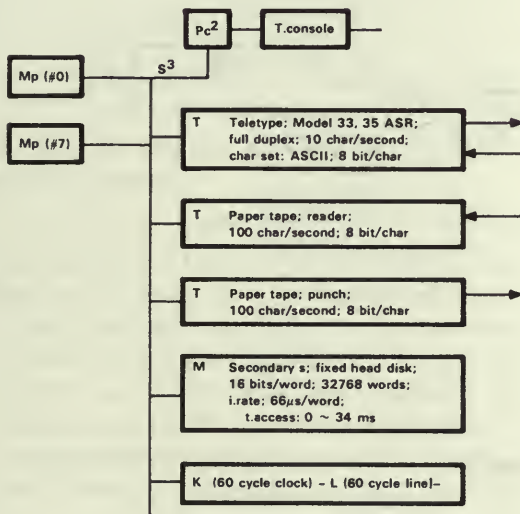 Pc2
T.console
S3
Mp (#0)
Mp (#7)
T Teletype; Model 33, 35 ASR;
full duplex; 10 char/second;
char set: ASCII; 8 bit/char
T Paper tape; reader;
100 char/second; 8 bit/char
T Paper tape; punch;
100 char/second; 8 bit/char
M Secondary s; fixed head disk;
16 bits/word; 32768 words;
i.rate: 66μs/word;
t.access: 0 ~ 34 ms
K (60 cycle clock) – L (60 cycle line)–